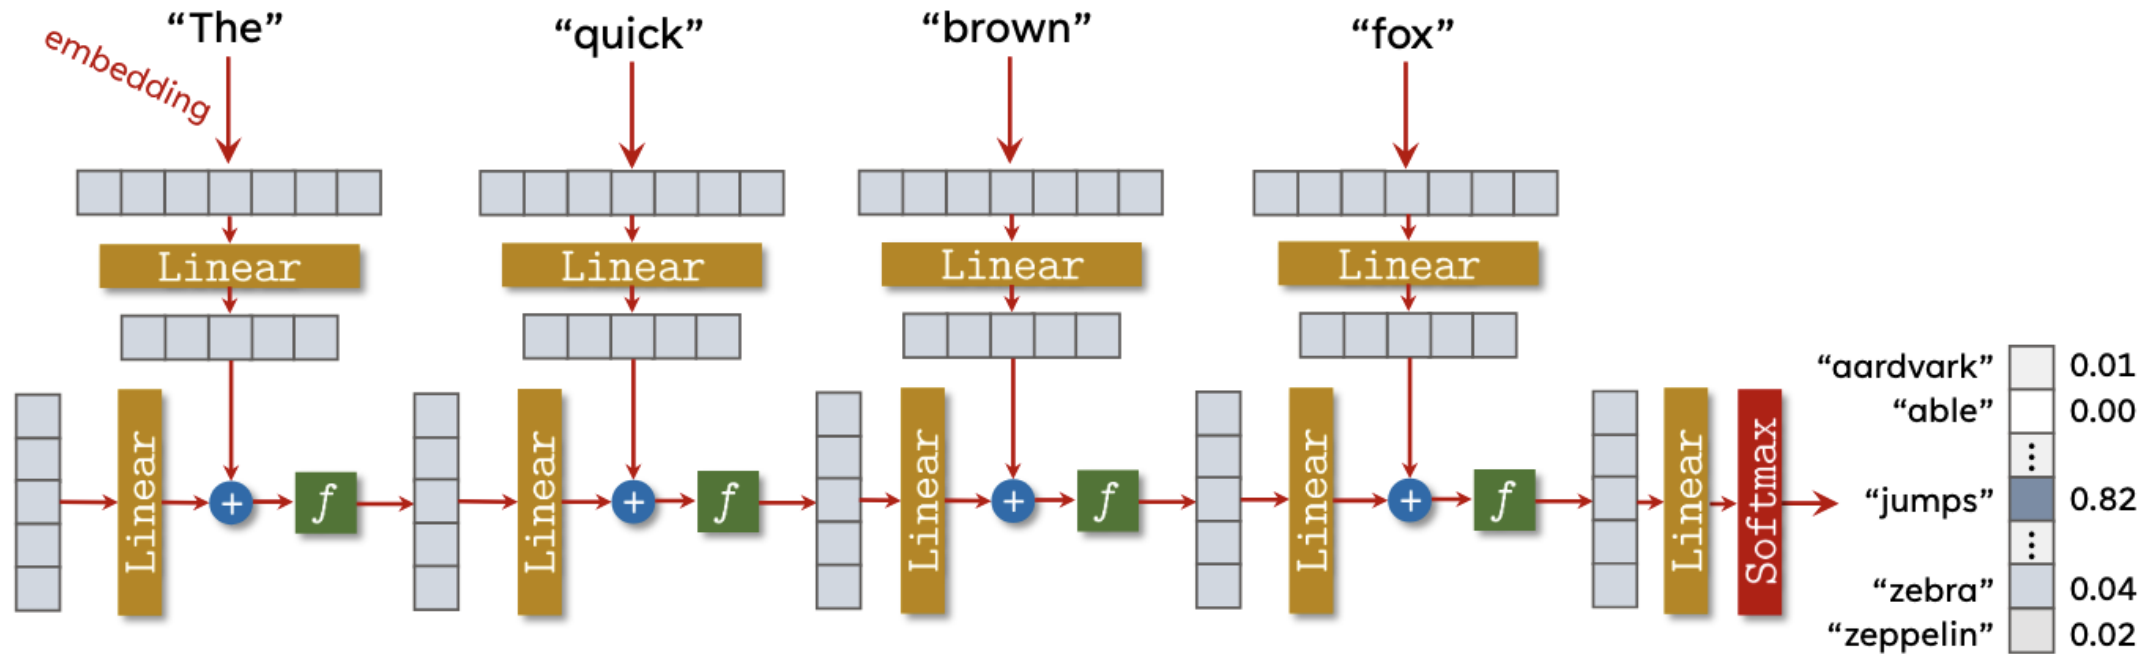 “The”
“quick”
“brown”
“fox”
embedding
Linear
Linear
Linear
Linear
Linear
+
f
Linear
+
f
Linear
+
f
Linear
+
f
Linear
Softmax
“aardvark” 0.01
“able” 0.00
...
“jumps” 0.82
...
“zebra” 0.04
“zeppelin” 0.02